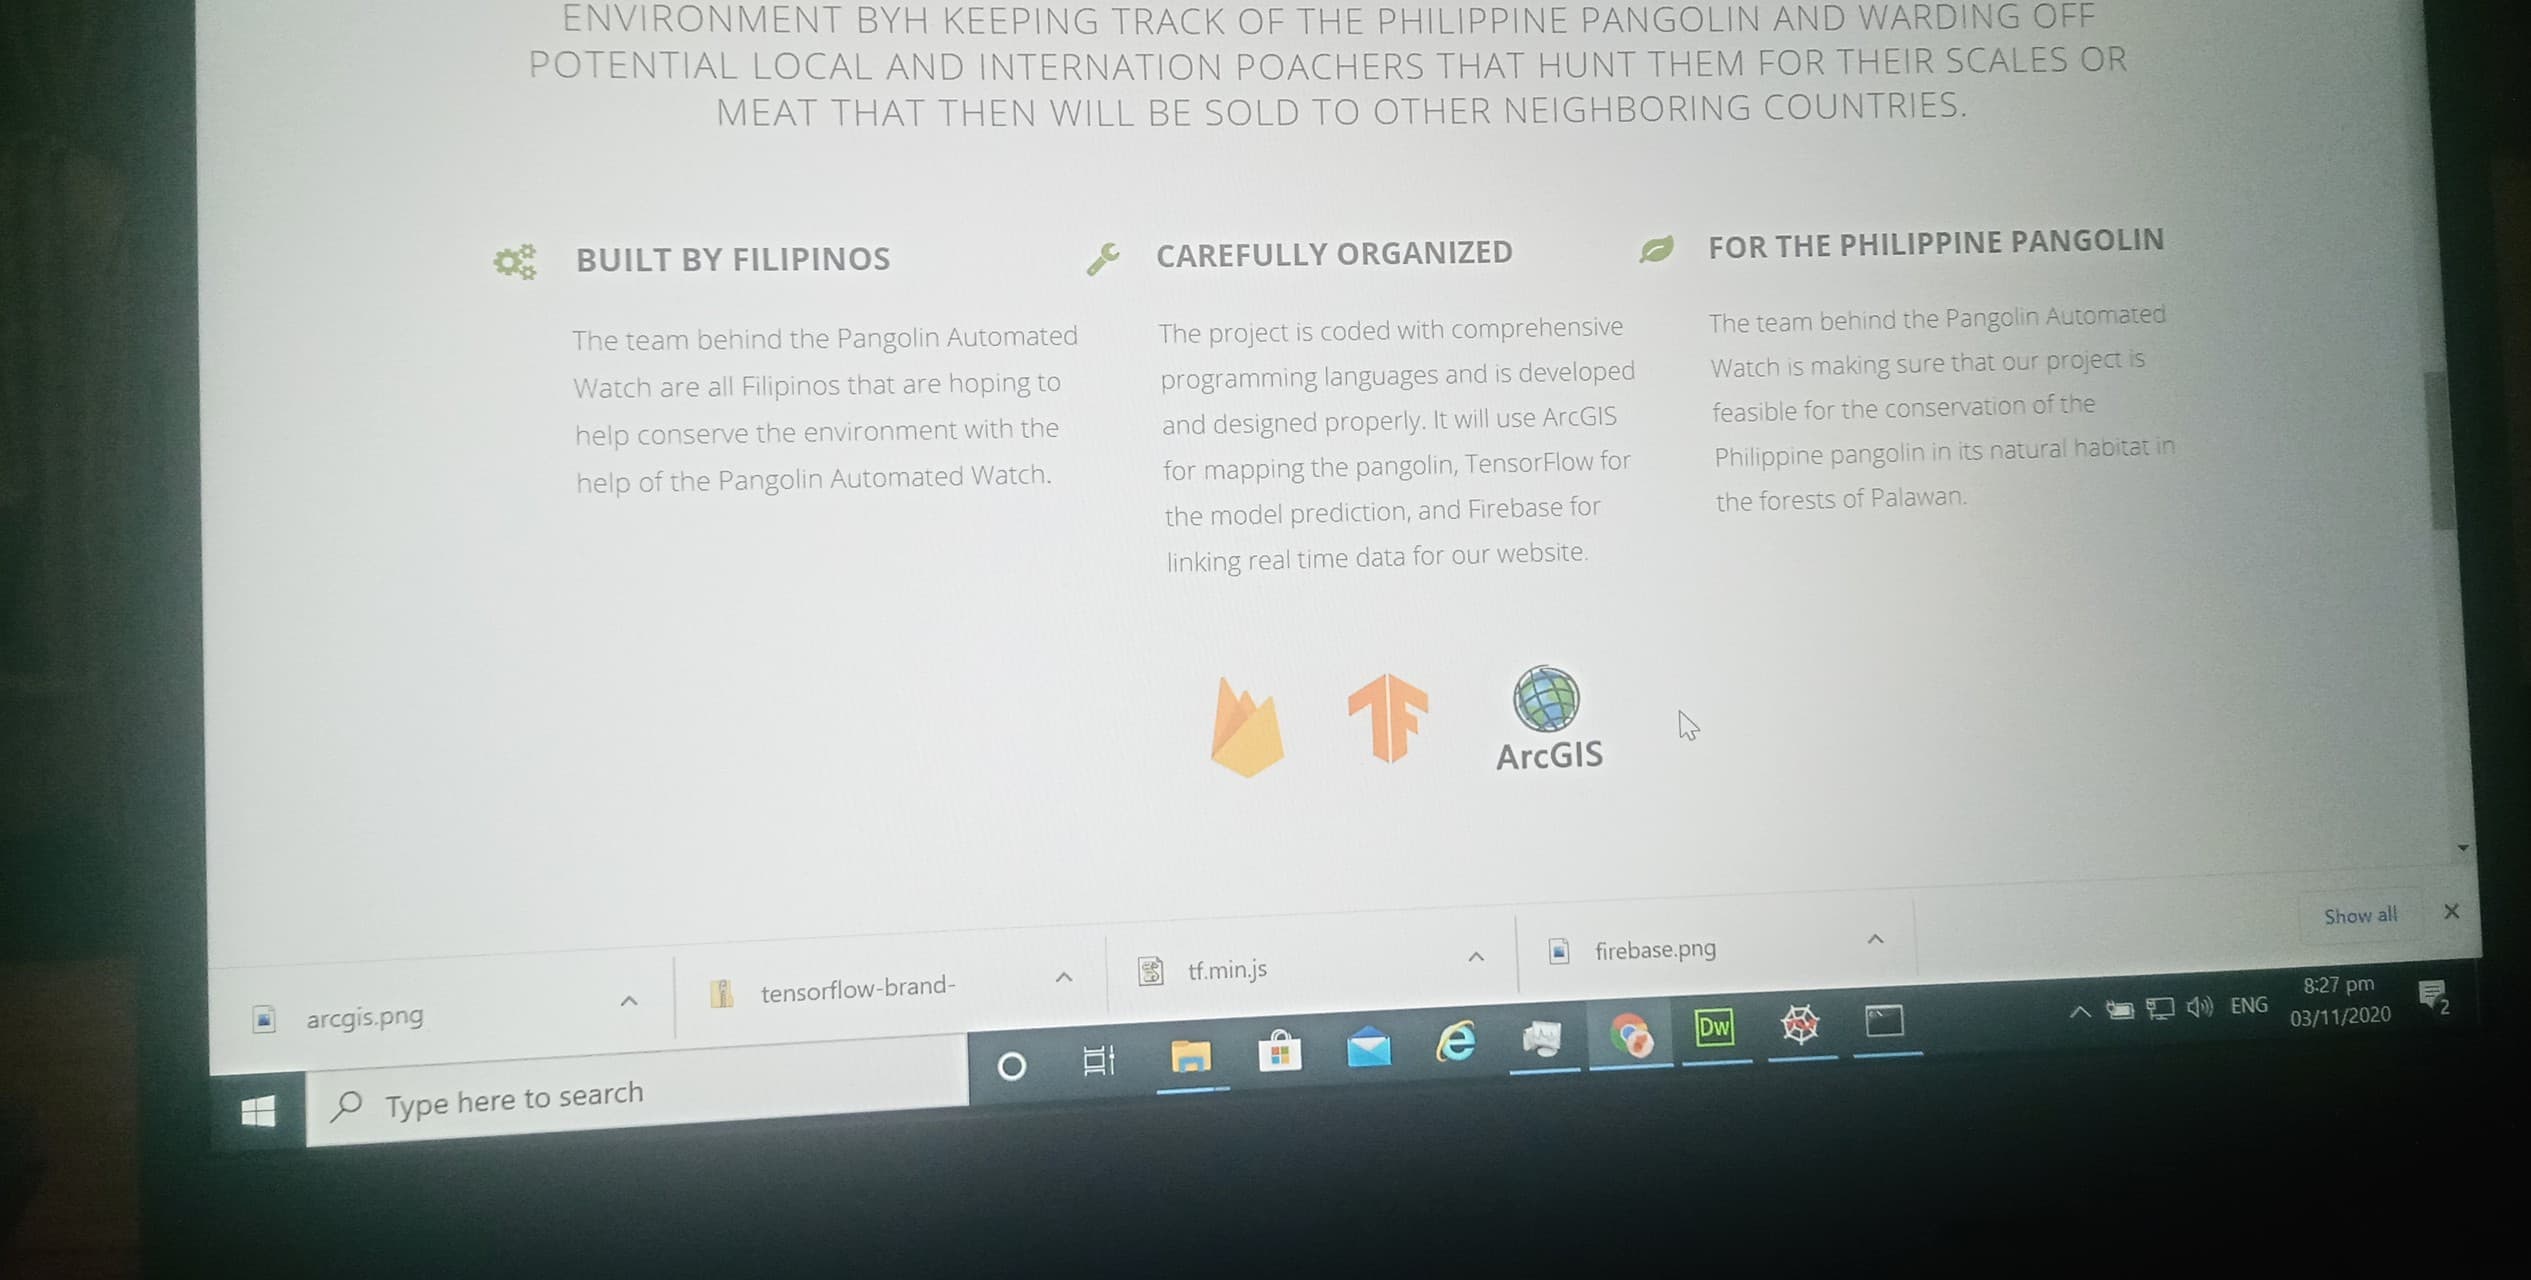 ENVIRONMENT BYH KEEPING TRACK OF THE PHILIPPINE PANGOLIN AND WARDING OFF
POTENTIAL LOCAL AND INTERNATION POACHERS THAT HUNT THEM FOR THEIR SCALES OR
MEAT THAT THEN WILL BE SOLD TO OTHER NEIGHBORING COUNTRIES.
BUILT BY FILIPINOS
The team behind the Pangolin Automated
Watch are all Filipinos that are hoping to
help conserve the environment with the
help of the Pangolin Automated Watch.
CAREFULLY ORGANIZED
The project is coded with comprehensive
programming languages and is developed
and designed properly. It will use ArcGIS
for mapping the pangolin, TensorFlow for
the model prediction, and Firebase for
linking real time data for our website.
FOR THE PHILIPPINE PANGOLIN
The team behind the Pangolin Automated
Watch is making sure that our project is
feasible for the conservation of the
Philippine pangolin in its natural habitat in
the forests of Palawan.
ArcGIS
arcgis.png
tensorflow-brand-
tf.min.js
firebase.png
Show all
Type here to search
Dw
ENG
8:27 pm
03/11/2020
2